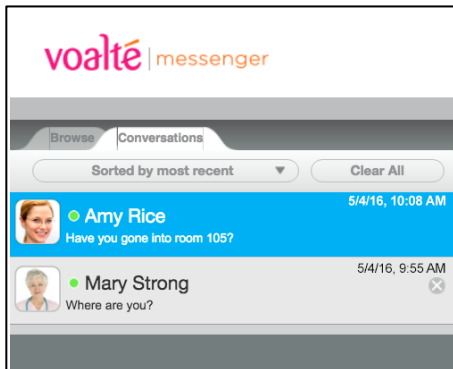 voalté | messenger
Browse Conversations
Sorted by most recent Clear All
5/4/16, 10:08 AM
Amy Rice
Have you gone into room 105?
5/4/16, 9:55 AM
Mary Strong
Where are you?